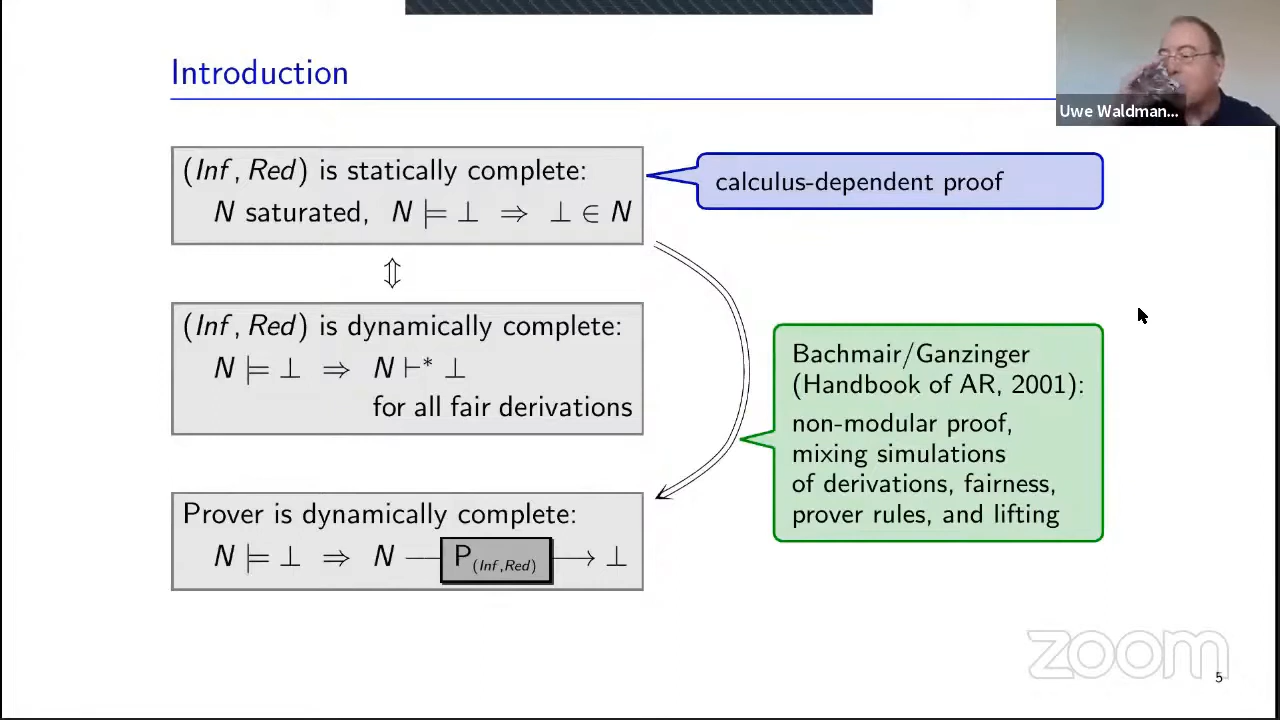 Introduction
Uwe Waldman...
(Inf, Red) is statically complete:
N saturated, N ⊨ ⊥ ⇒ ⊥ ∈ N
calculus-dependent proof
⇕
(Inf, Red) is dynamically complete:
N ⊨ ⊥ ⇒ N ⊢* ⊥
for all fair derivations
Bachmair/Ganzinger
(Handbook of AR, 2001):
non-modular proof,
mixing simulations
of derivations, fairness,
prover rules, and lifting
Prover is dynamically complete:
N ⊨ ⊥ ⇒ N — P(Inf,Red) → ⊥
zoom
5